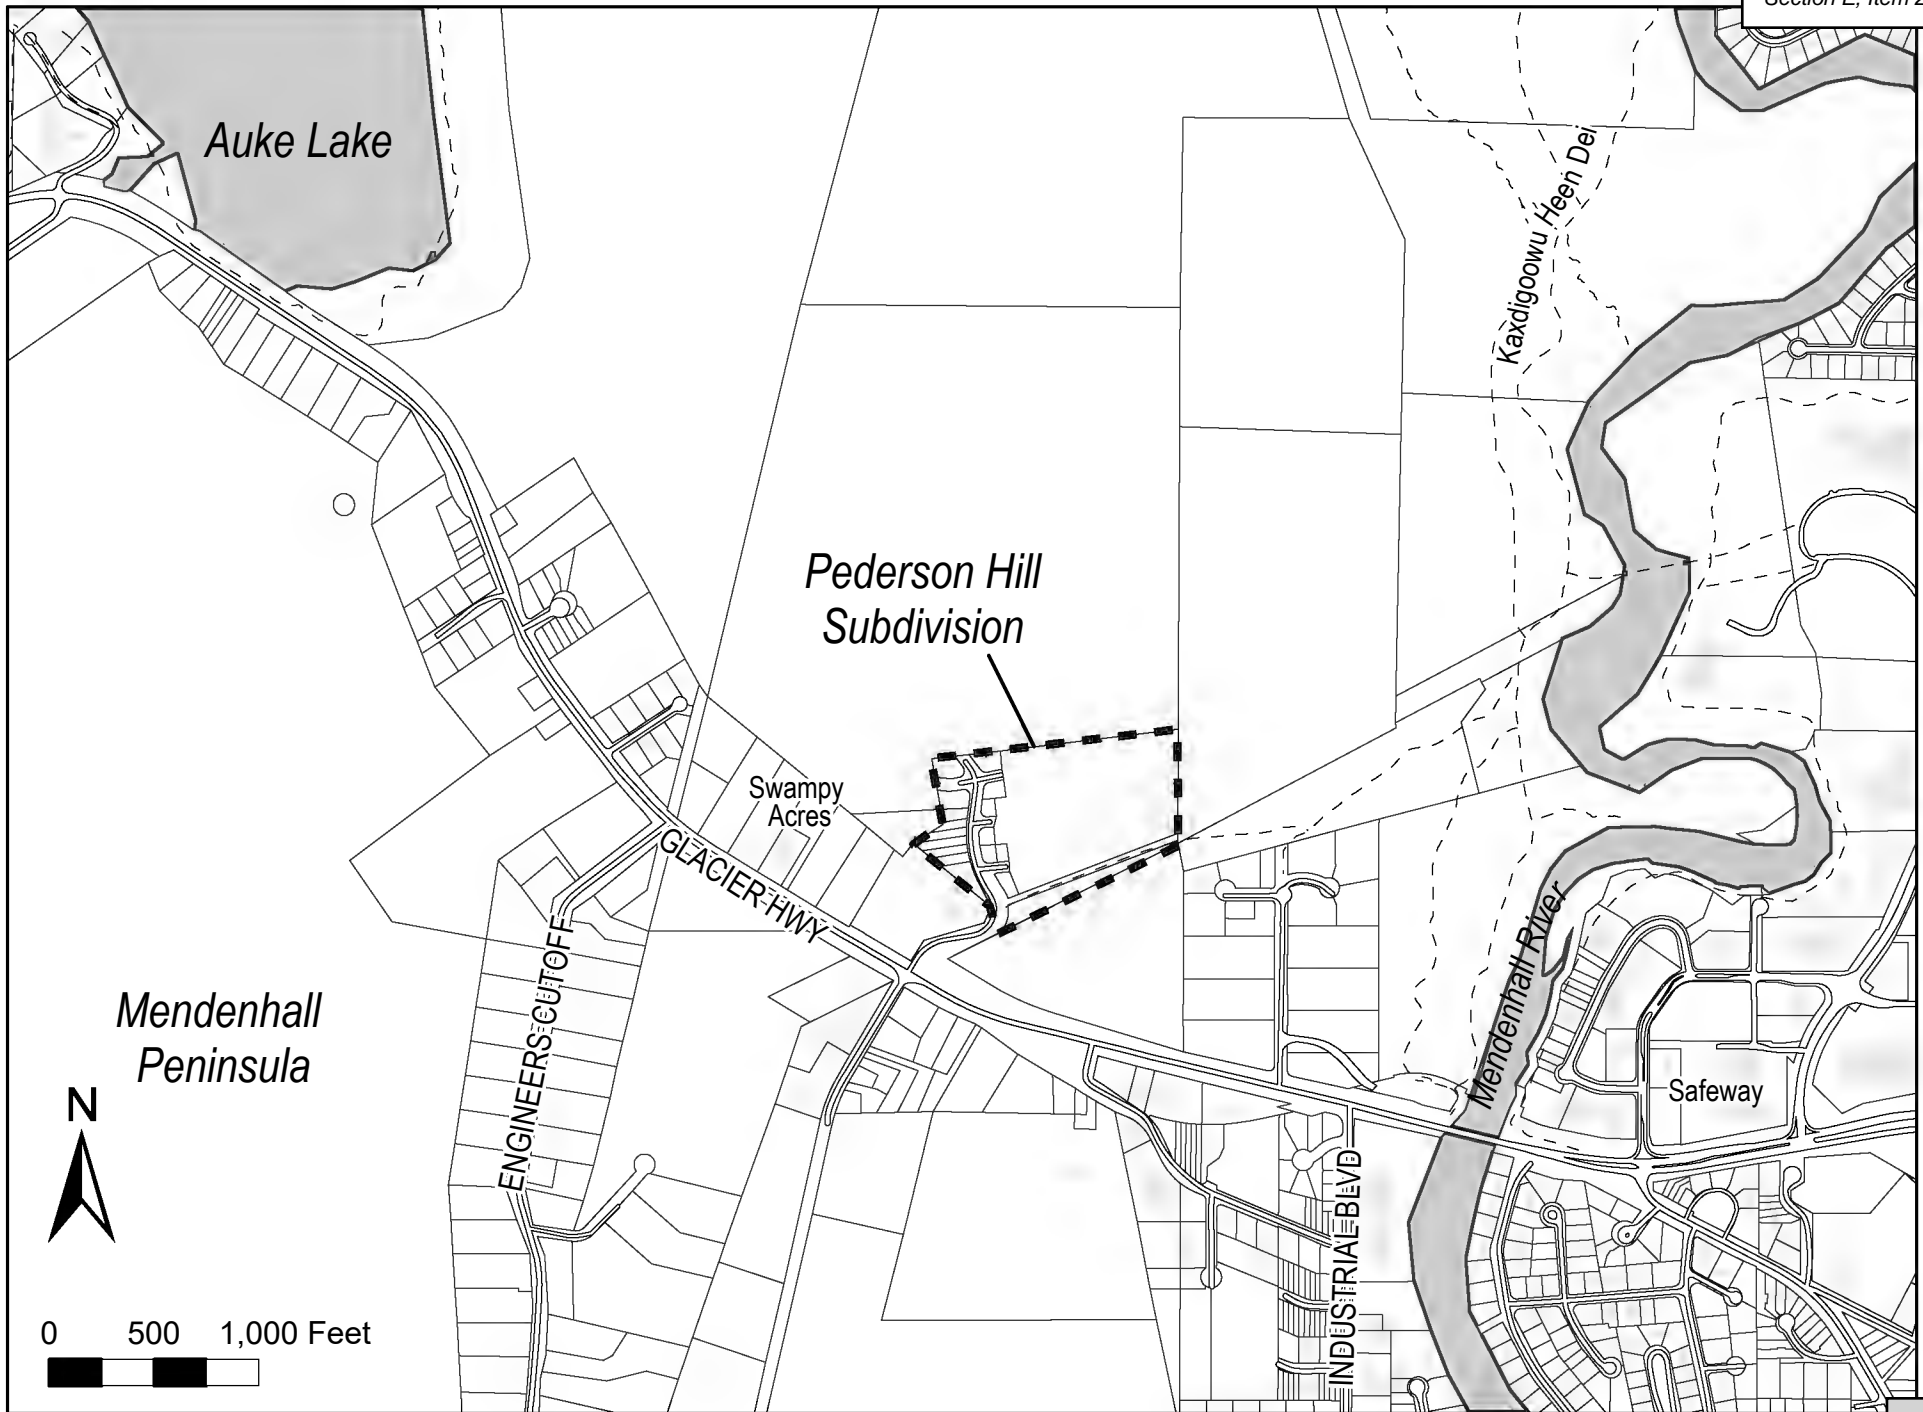 Section E, Item 2
Auke Lake
Kaxdigoowu Heen Dei
Pederson Hill
Subdivision
Swampy
Acres
GLACIER HWY
ENGINEERS CUTOFF
Mendenhall River
Mendenhall
Peninsula
Safeway
N
INDUSTRIAL BLVD
0 500 1,000 Feet